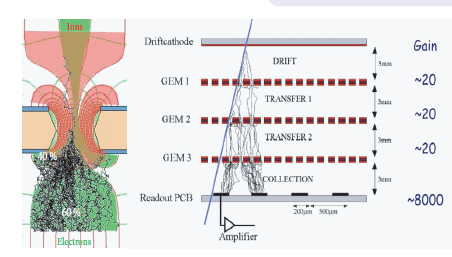 Ions
40 %
60 %
Electrons
Driftcathode
DRIFT
3mm
Gain
GEM 1
~20
TRANSFER 1
3mm
GEM 2
~20
TRANSFER 2
3mm
GEM 3
~20
COLLECTION
3mm
Readout PCB
~8000
200µm
500µm
Amplifier